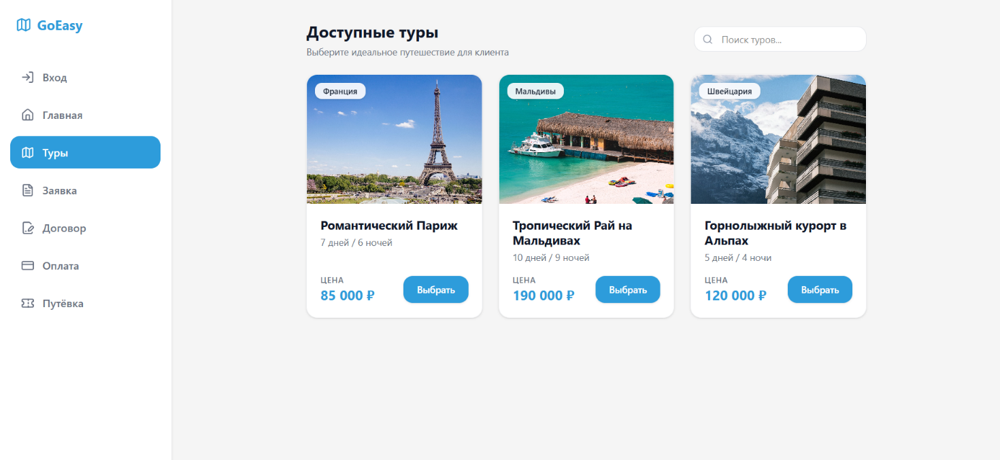 GoEasy
Вход
Главная
Туры
Заявка
Договор
Оплата
Путёвка
Доступные туры
Выберите идеальное путешествие для клиента
Поиск туров...
Франция
Романтический Париж
7 дней / 6 ночей
ЦЕНА
85 000 ₽
Выбрать
Мальдивы
Тропический Рай на
Мальдивах
10 дней / 9 ночей
ЦЕНА
190 000 ₽
Выбрать
Швейцария
Горнолыжный курорт в
Альпах
5 дней / 4 ночи
ЦЕНА
120 000 ₽
Выбрать